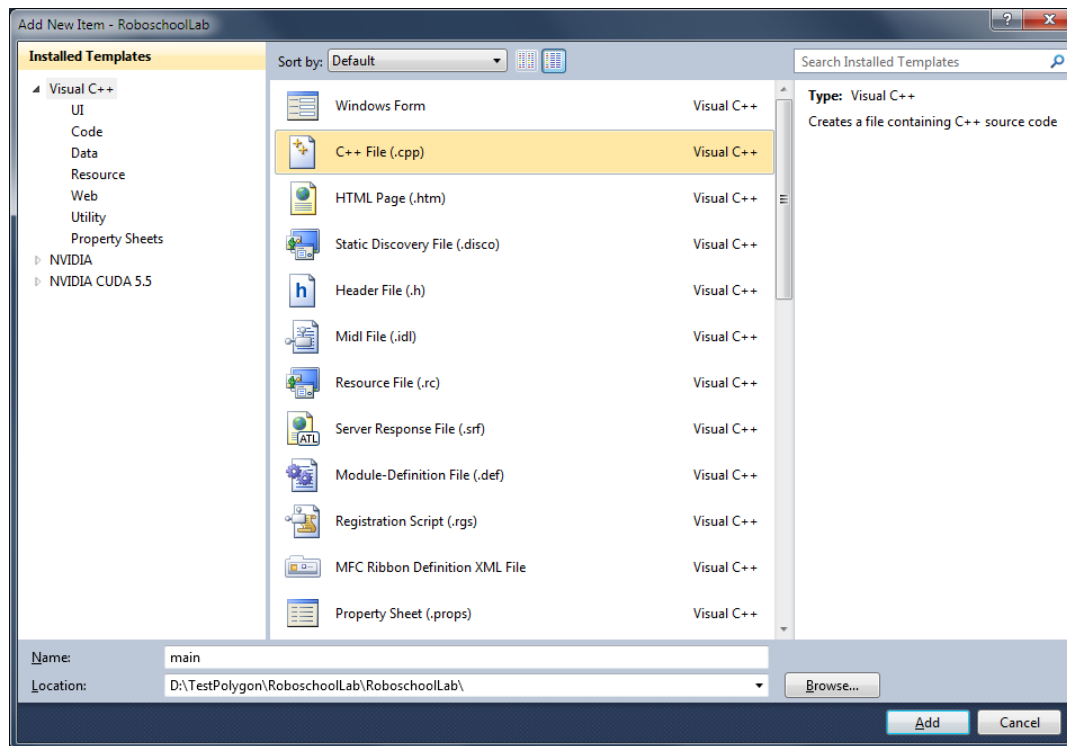 Add New Item - RoboschoolLab
Installed Templates
Visual C++
UI
Code
Data
Resource
Web
Utility
Property Sheets
NVIDIA
NVIDIA CUDA 5.5
Sort by: Default
Windows Form Visual C++
C++ File (.cpp) Visual C++
HTML Page (.htm) Visual C++
Static Discovery File (.disco) Visual C++
Header File (.h) Visual C++
h
Midl File (.idl) Visual C++
Resource File (.rc) Visual C++
Server Response File (.srf) Visual C++
ATL
Module-Definition File (.def) Visual C++
Registration Script (.rgs) Visual C++
MFC Ribbon Definition XML File Visual C++
Property Sheet (.props) Visual C++
Search Installed Templates
Type: Visual C++
Creates a file containing C++ source code
Name: main
Location: D:\TestPolygon\RoboschoolLab\RoboschoolLab\
Browse...
Add Cancel